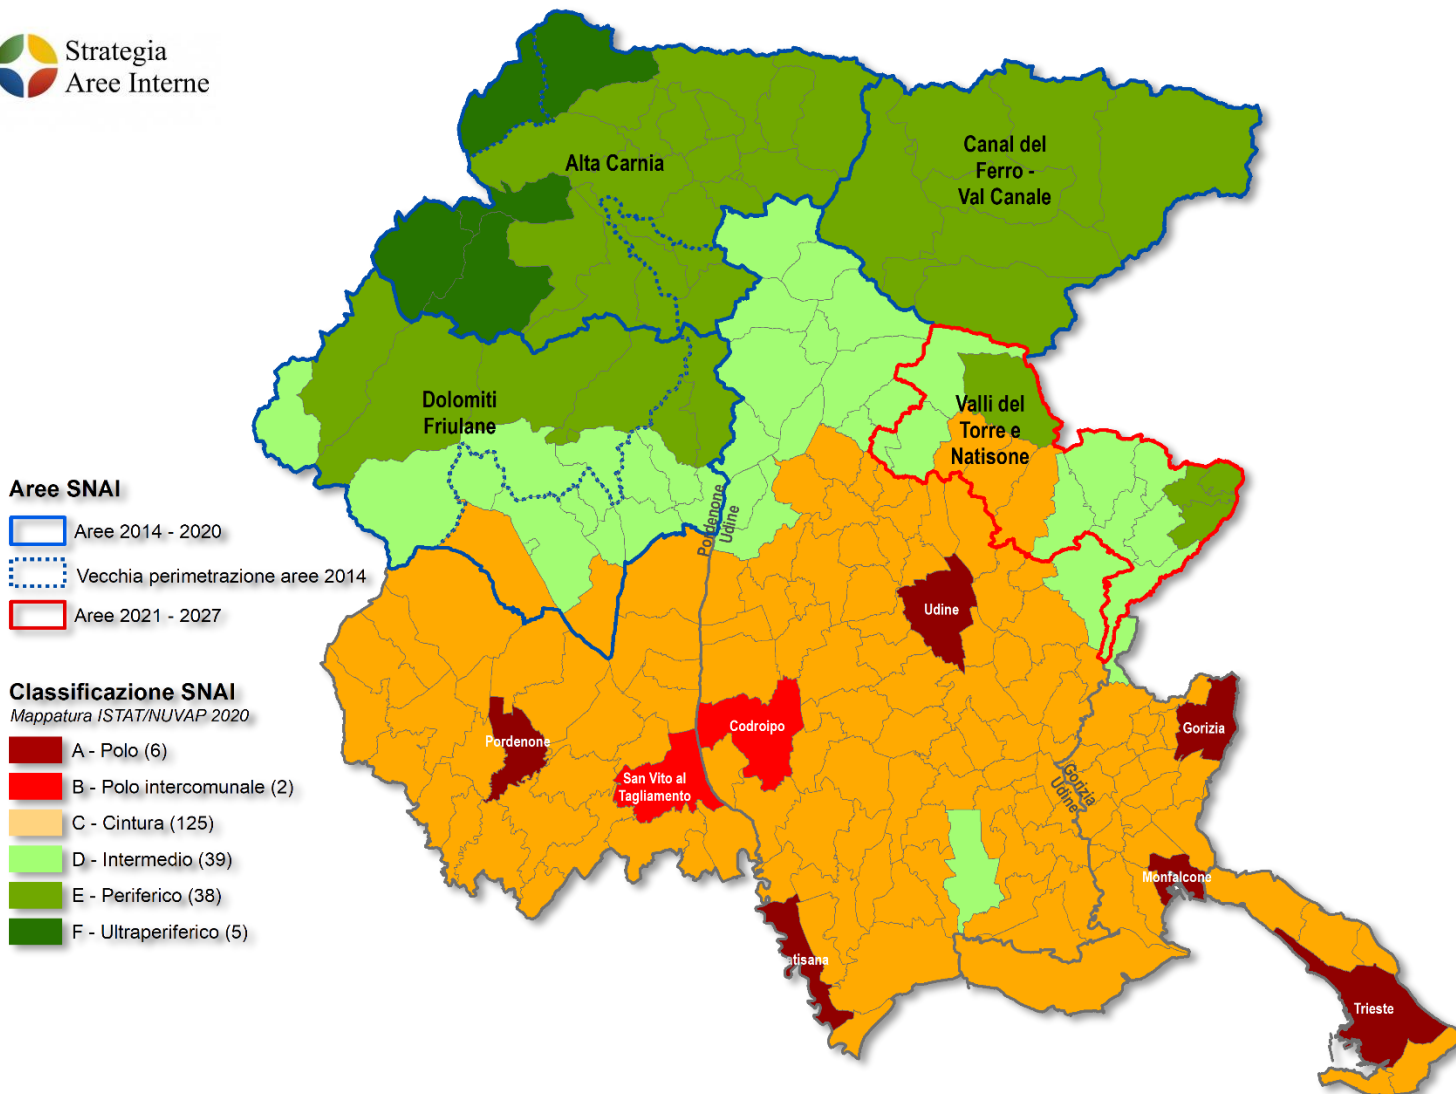 Strategia
Aree Interne
Alta Carnia
Canal del
Ferro -
Val Canale
Dolomiti
Friulane
Valli del
Torre e
Natisone
Pordenone
Udine
Udine
Pordenone
Codroipo
San Vito al
Tagliamento
Gorizia
Gorizia
Udine
Monfalcone
atisana
Trieste
Aree SNAI
Aree 2014 - 2020
Vecchia perimetrazione aree 2014
Aree 2021 - 2027
Classificazione SNAI
Mappatura ISTAT/NUVAP 2020
A - Polo (6)
B - Polo intercomunale (2)
C - Cintura (125)
D - Intermedio (39)
E - Periferico (38)
F - Ultraperiferico (5)